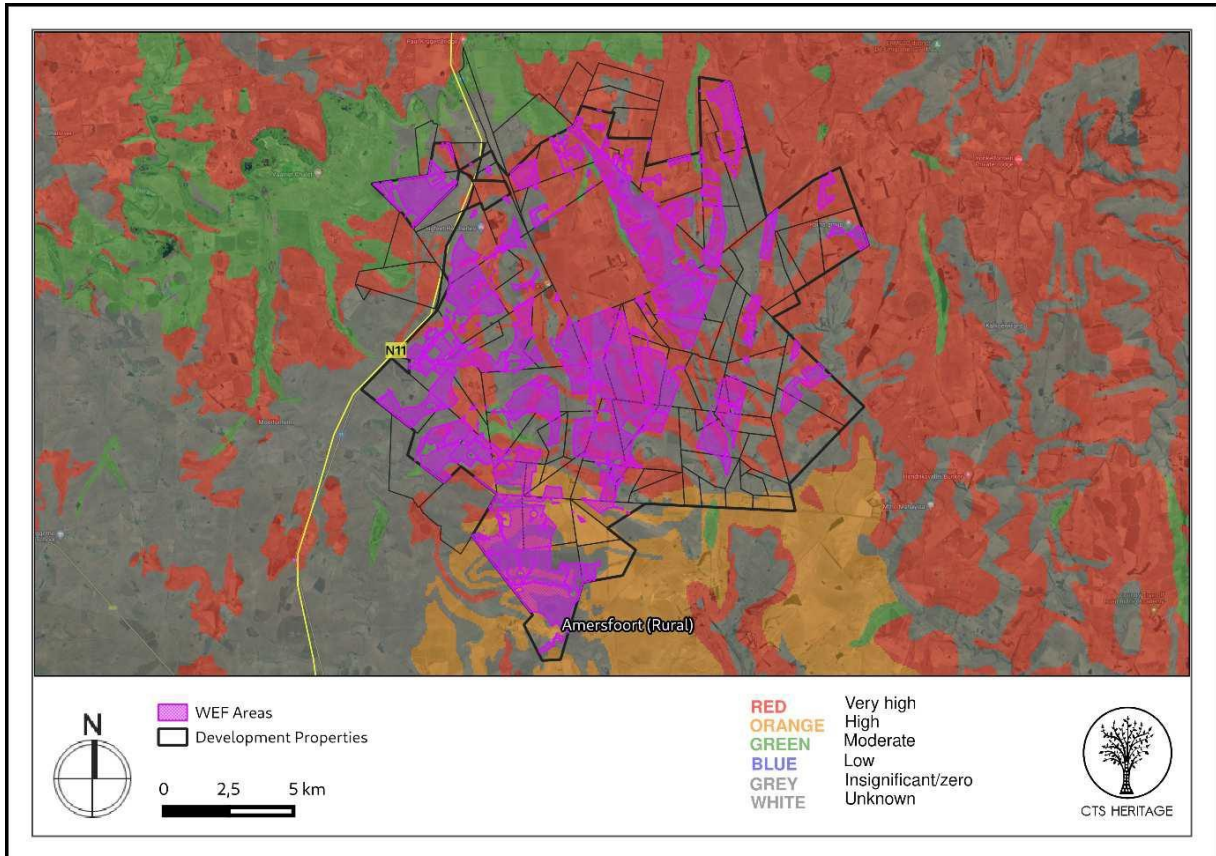 N11
Amersfoort (Rural)
N
WEF Areas
Development Properties
0 2,5 5 km
RED Very high
ORANGE High
GREEN Moderate
BLUE Low
GREY Insignificant/zero
WHITE Unknown
CTS HERITAGE